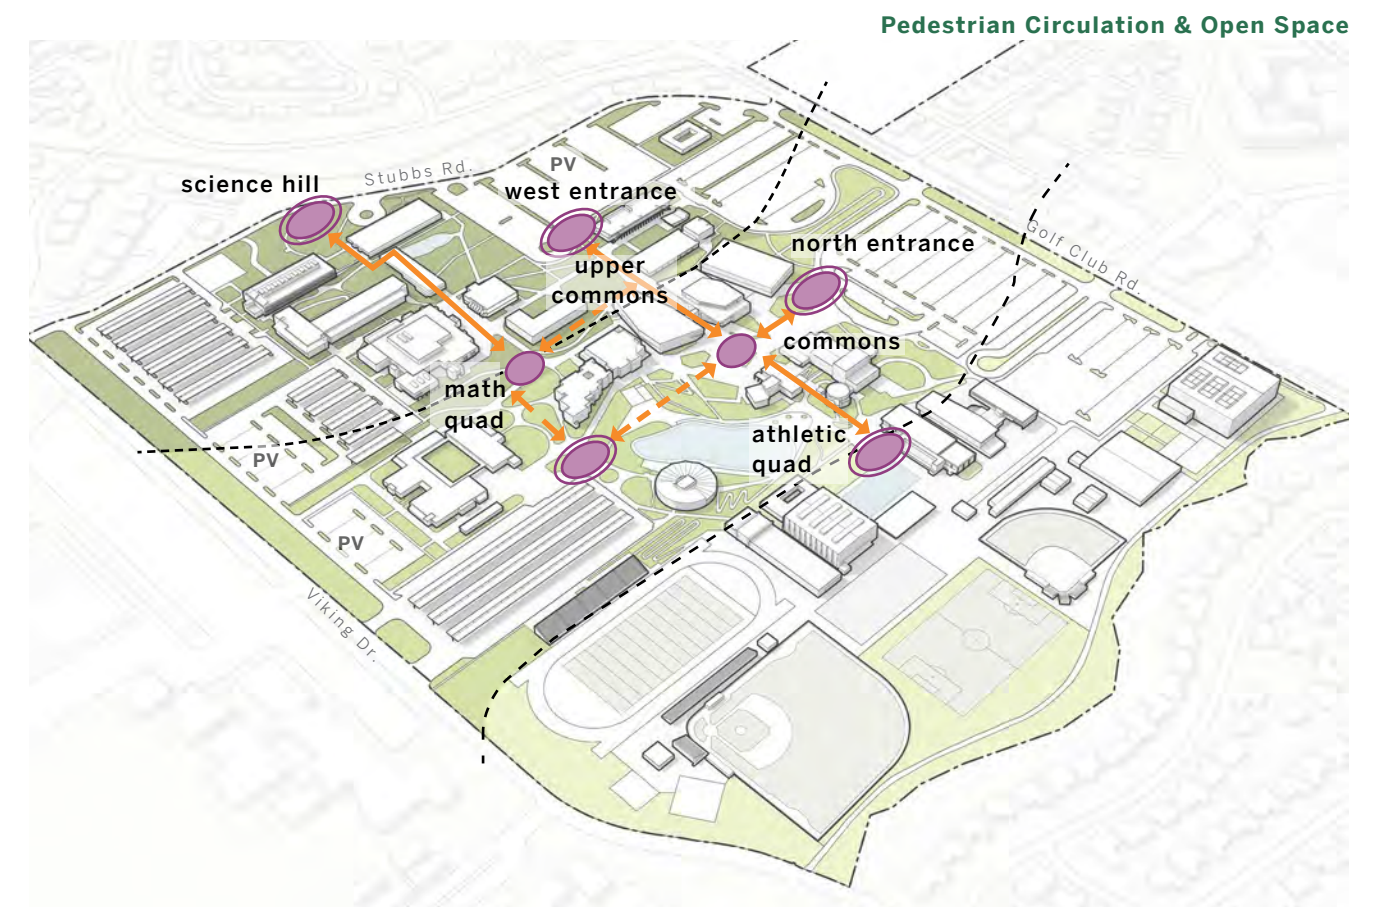 Pedestrian Circulation & Open Space
Stubbs Rd.
PV
science hill
west entrance
Golf Club Rd.
north entrance
upper
commons
commons
math
quad
athletic
quad
PV
PV
Viking Dr.